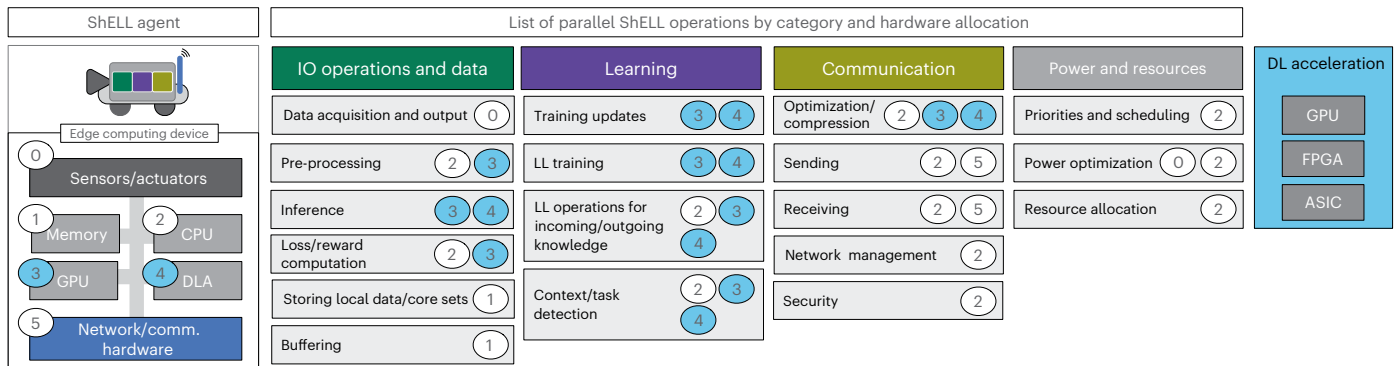 ShELL agent
List of parallel ShELL operations by category and hardware allocation
Edge computing device
0
Sensors/actuators
1
Memory
2
CPU
3
GPU
4
DLA
5
Network/comm.
hardware
IO operations and data
Data acquisition and output 0
Pre-processing 2 3
Inference 3 4
Loss/reward
computation 2 3
Storing local data/core sets 1
Buffering 1
Learning
Training updates 3 4
LL training 3 4
LL operations for
incoming/outgoing
knowledge
2 3
4
Context/task
detection
2 3
4
Communication
Optimization/
compression 2 3 4
Sending 2 5
Receiving 2 5
Network management 2
Security 2
Power and resources
Priorities and scheduling 2
Power optimization 0 2
Resource allocation 2
DL acceleration
GPU
FPGA
ASIC